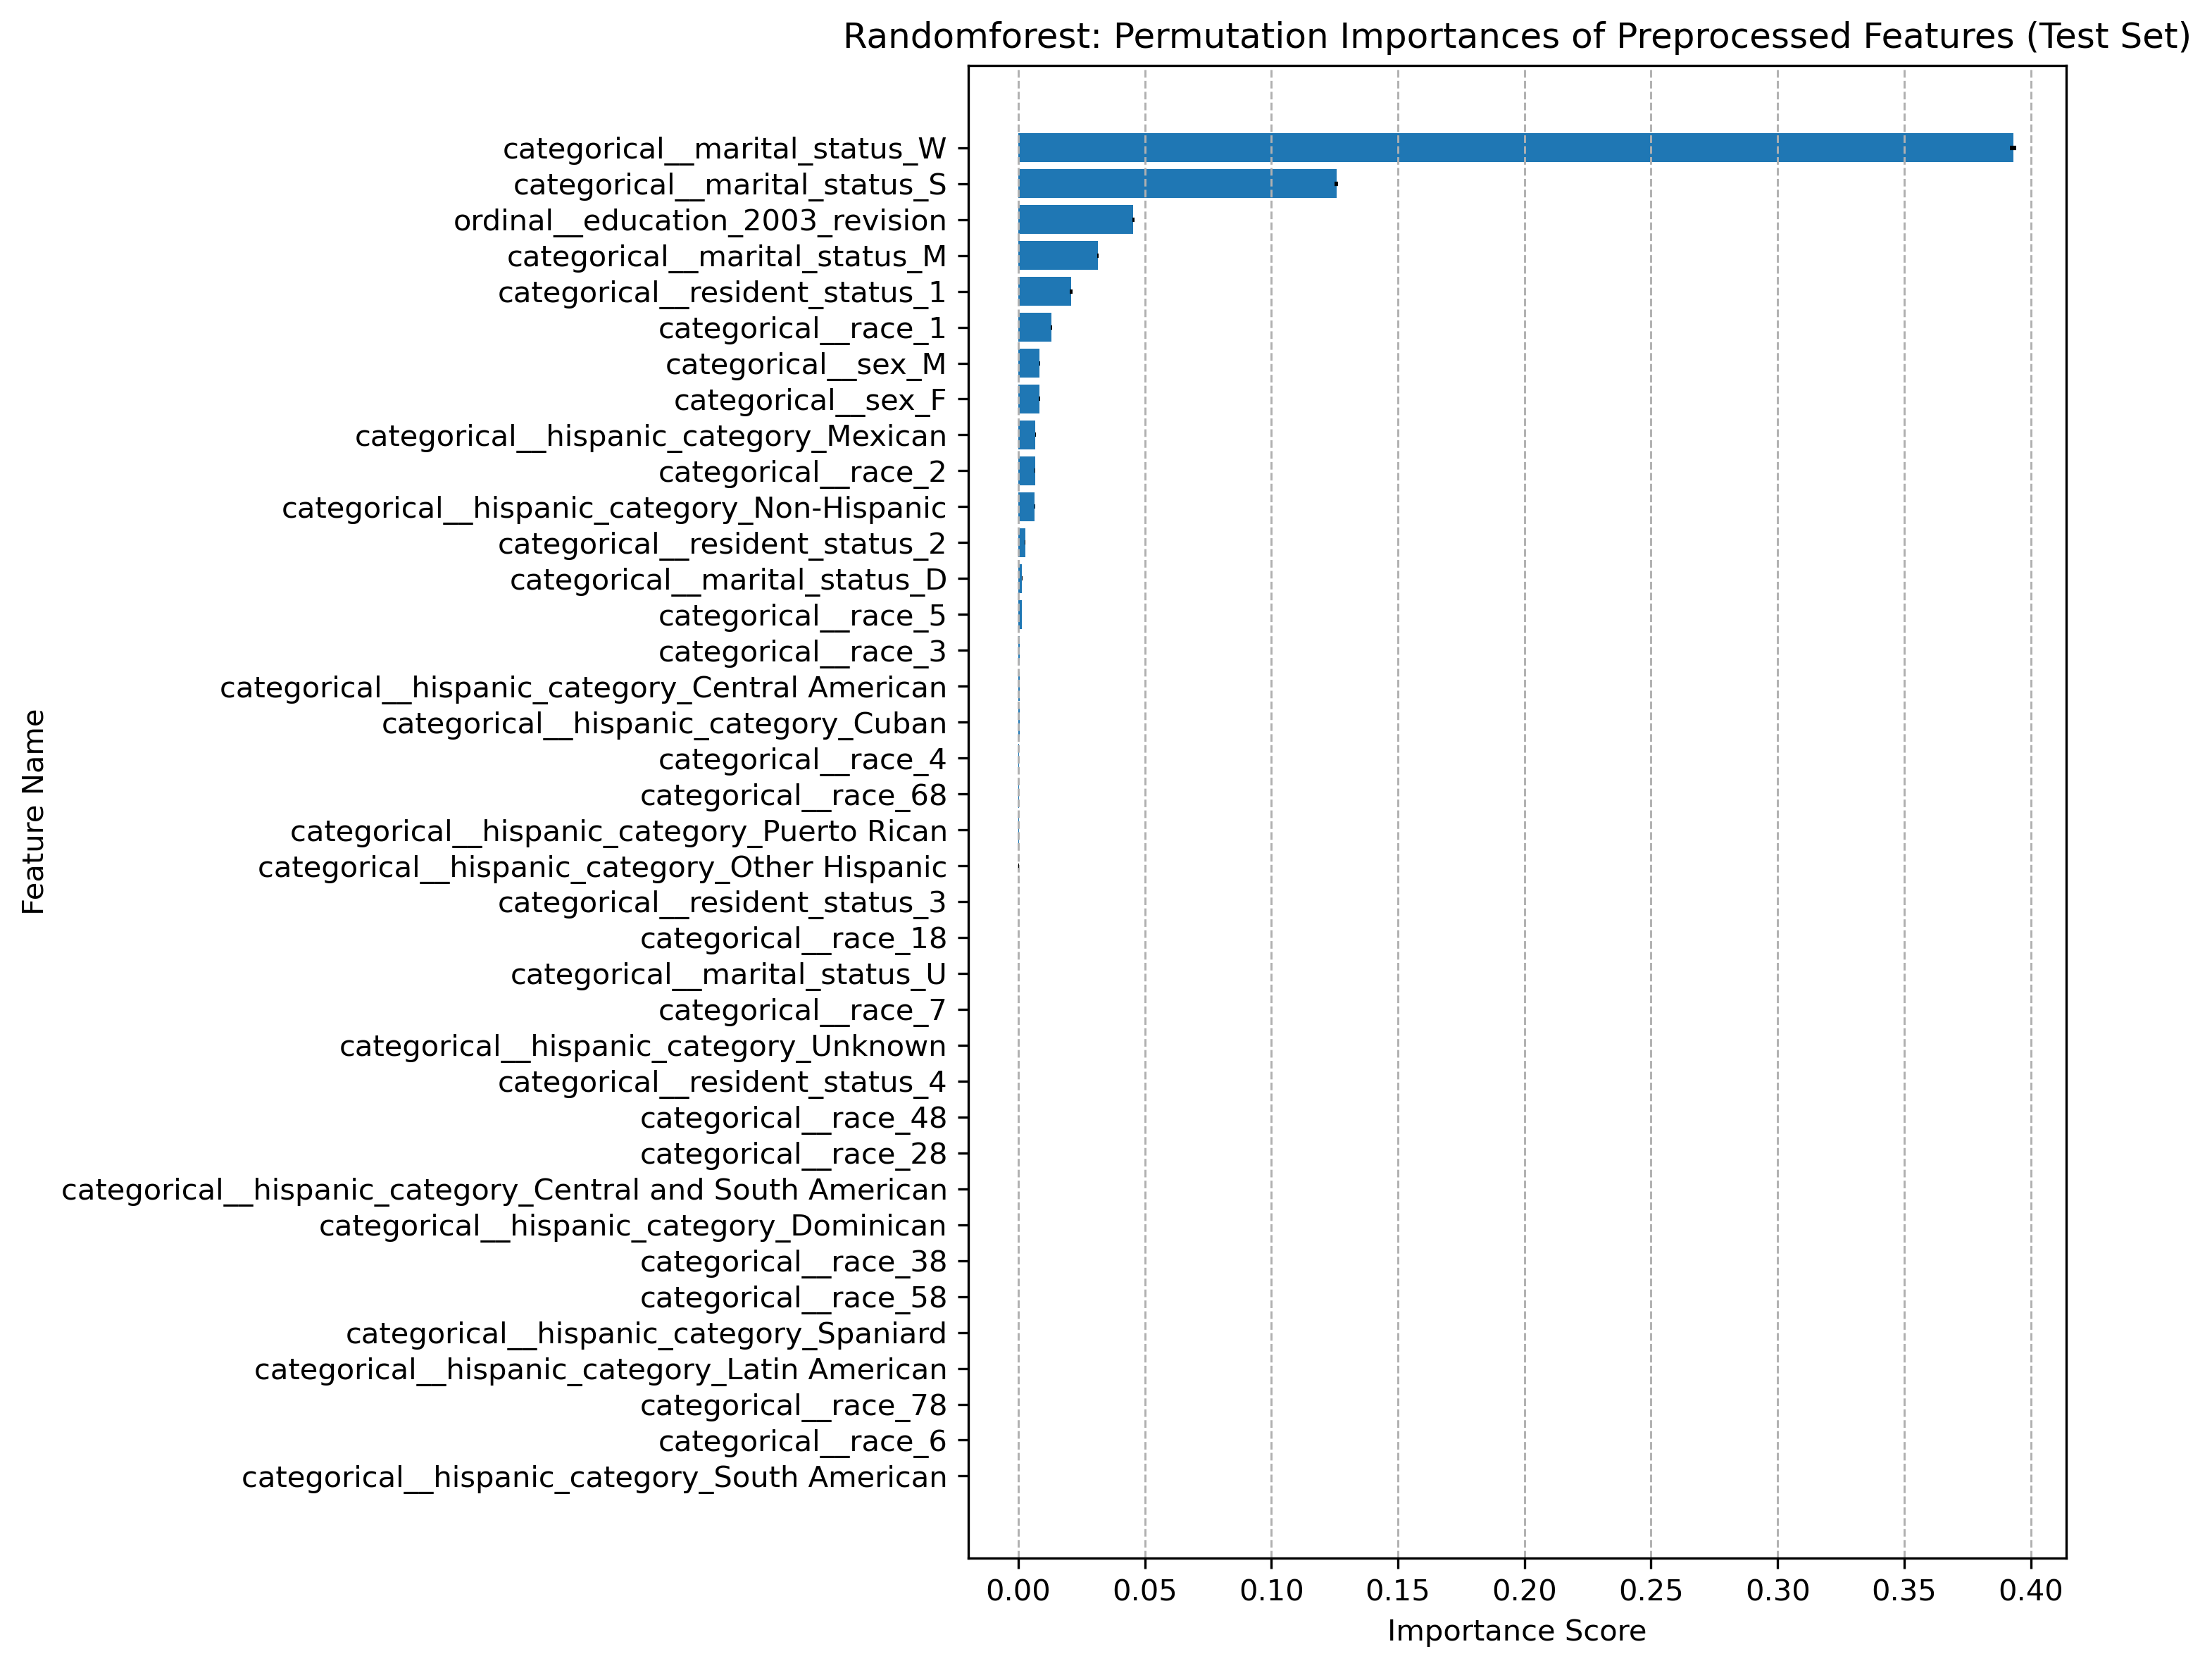 Randomforest: Permutation Importances of Preprocessed Features (Test Set)
categorical__marital_status_W
categorical__marital_status_S
ordinal__education_2003_revision
categorical__marital_status_M
categorical__resident_status_1
categorical__race_1
categorical__sex_M
categorical__sex_F
categorical__hispanic_category_Mexican
categorical__race_2
categorical__hispanic_category_Non-Hispanic
categorical__resident_status_2
categorical__marital_status_D
categorical__race_5
categorical__race_3
categorical__hispanic_category_Central American
categorical__hispanic_category_Cuban
categorical__race_4
categorical__race_68
categorical__hispanic_category_Puerto Rican
categorical__hispanic_category_Other Hispanic
categorical__resident_status_3
categorical__race_18
categorical__marital_status_U
categorical__race_7
categorical__hispanic_category_Unknown
categorical__resident_status_4
categorical__race_48
categorical__race_28
categorical__hispanic_category_Central and South American
categorical__hispanic_category_Dominican
categorical__race_38
categorical__race_58
categorical__hispanic_category_Spaniard
categorical__hispanic_category_Latin American
categorical__race_78
categorical__race_6
categorical__hispanic_category_South American
Feature Name
0.00 0.05 0.10 0.15 0.20 0.25 0.30 0.35 0.40
Importance Score